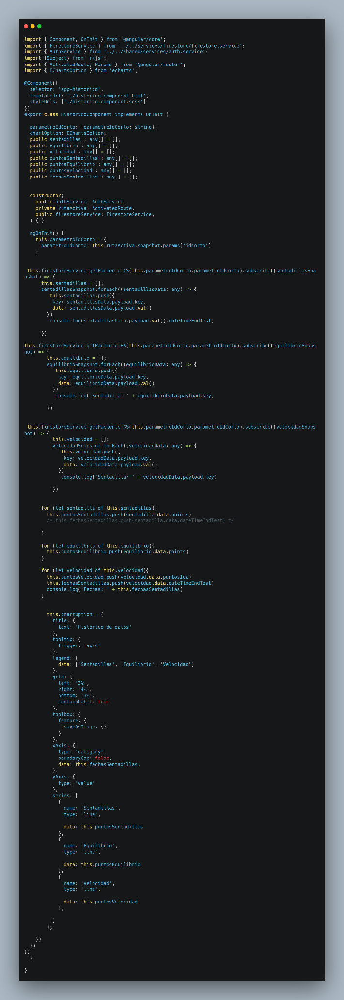 import { Component, OnInit } from '@angular/core';
import { FirestoreService } from '../../services/firestore/firestore.service';
import { AuthService } from '../../shared/services/auth.service';
import {Subject} from 'rxjs';
import { ActivatedRoute, Params } from '@angular/router';
import { EChartsOption } from 'echarts';

@Component({
  selector: 'app-historico',
  templateUrl: './historico.component.html',
  styleUrls: ['./historico.component.scss']
})
export class HistoricoComponent implements OnInit {

  parametroIdCorto: {parametroIdCorto: string};
  chartOption: EChartsOption;
  public sentadillas : any[] = [];
  public equilibrio : any[] = [];
  public velocidad : any[] = [];
  public puntosSentadillas : any[] = [];
  public puntosEquilibrio : any[] = [];
  public puntosVelocidad : any[] = [];
  public fechasSentadillas : any[] = [];


  constructor(
    public authService: AuthService,
    private rutaActiva: ActivatedRoute,
    public firestoreService: FirestoreService,
  ) { }

  ngOnInit() {
    this.parametroIdCorto = {
      parametroIdCorto: this.rutaActiva.snapshot.params['idcorto']
    }


 this.firestoreService.getPacienteTCS(this.parametroIdCorto.parametroIdCorto).subscribe((sentadillasSna
pshot) => {
      this.sentadillas = [];
      sentadillasSnapshot.forEach((sentadillasData: any) => {
         this.sentadillas.push({
          key: sentadillasData.payload.key,
          data: sentadillasData.payload.val()
        })
         console.log(sentadillasData.payload.val().dateTimeEndTest)

      })

this.firestoreService.getPacienteTBA(this.parametroIdCorto.parametroIdCorto).subscribe((equilibrioSnaps
hot) => {
        this.equilibrio = [];
        equilibrioSnapshot.forEach((equilibrioData: any) => {
           this.equilibrio.push({
            key: equilibrioData.payload.key,
            data: equilibrioData.payload.val()
          })
           console.log('Sentadilla: ' + equilibrioData.payload.key)

        })


 this.firestoreService.getPacienteTGS(this.parametroIdCorto.parametroIdCorto).subscribe((velocidadSnaps
hot) => {
          this.velocidad = [];
          velocidadSnapshot.forEach((velocidadData: any) => {
             this.velocidad.push({
              key: velocidadData.payload.key,
              data: velocidadData.payload.val()
            })
             console.log('Sentadilla: ' + velocidadData.payload.key)

          })


      for (let sentadilla of this.sentadillas){
        this.puntosSentadillas.push(sentadilla.data.points)
        /* this.fechasSentadillas.push(sentadilla.data.dateTimeEndTest) */

      }

      for (let equilibrio of this.equilibrio){
        this.puntosEquilibrio.push(equilibrio.data.points)
      }

      for (let velocidad of this.velocidad){
        this.puntosVelocidad.push(velocidad.data.puntosIda)
        this.fechasSentadillas.push(velocidad.data.dateTimeEndTest)
        console.log('Fechas: ' + this.fechasSentadillas)
      }


        this.chartOption = {
          title: {
            text: 'Histórico de datos'
          },
          tooltip: {
            trigger: 'axis'
          },
          legend: {
            data: ['Sentadillas', 'Equilibrio', 'Velocidad']
          },
          grid: {
            left: '3%',
            right: '4%',
            bottom: '3%',
            containLabel: true
          },
          toolbox: {
            feature: {
              saveAsImage: {}
            }
          },
          xAxis: {
            type: 'category',
            boundaryGap: false,
            data: this.fechasSentadillas,
          },
          yAxis: {
            type: 'value'
          },
          series: [
            {
              name: 'Sentadillas',
              type: 'line',

              data: this.puntosSentadillas
            },
            {
              name: 'Equilibrio',
              type: 'line',

              data: this.puntosEquilibrio
            },
            {
              name: 'Velocidad',
              type: 'line',

              data: this.puntosVelocidad
            },

          ]
        };

    })
  })
})
  }

}